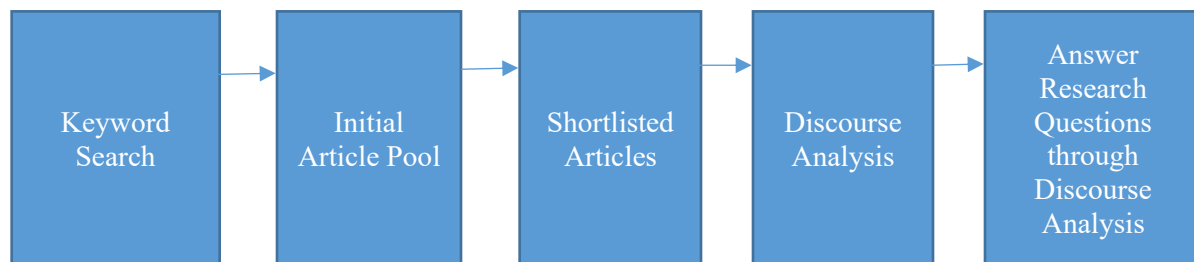 Keyword
Search
Initial
Article Pool
Shortlisted
Articles
Discourse
Analysis
Answer
Research
Questions
through
Discourse
Analysis